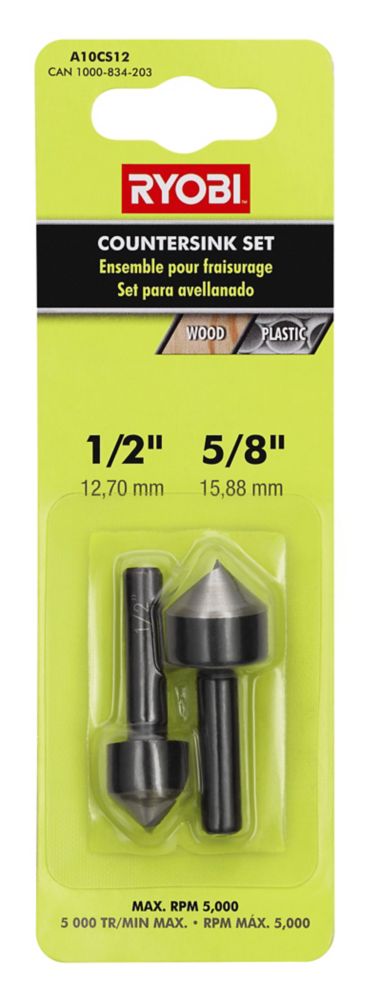 A10CS12
CAN 1000-834-203
RYOBI
COUNTERSINK SET
Ensemble pour fraisurage
Set para avellanado
WOOD PLASTIC
1/2" 5/8"
12,70 mm 15,88 mm
1/2"
MAX. RPM 5,000
5 000 TR/MIN MAX. • RPM MÁX. 5,000